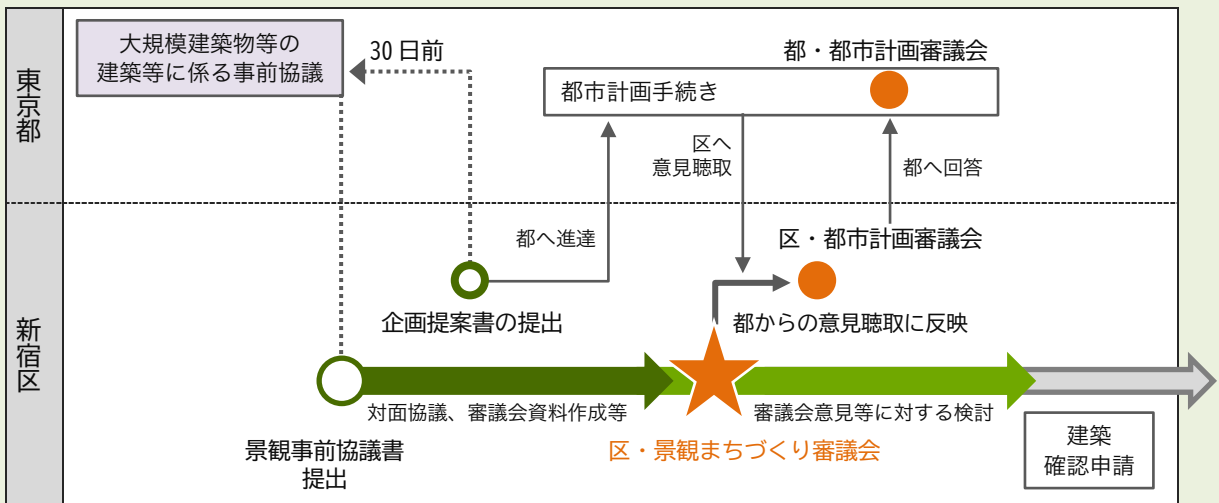 東京都
大規模建築物等の
建築等に係る事前協議
30日前
都・都市計画審議会
都市計画手続き
区へ
意見聴取
都へ回答
新宿区
都へ進達
区・都市計画審議会
企画提案書の提出
都からの意見聴取に反映
対面協議、審議会資料作成等
審議会意見等に対する検討
景観事前協議書
提出
区・景観まちづくり審議会
建築
確認申請